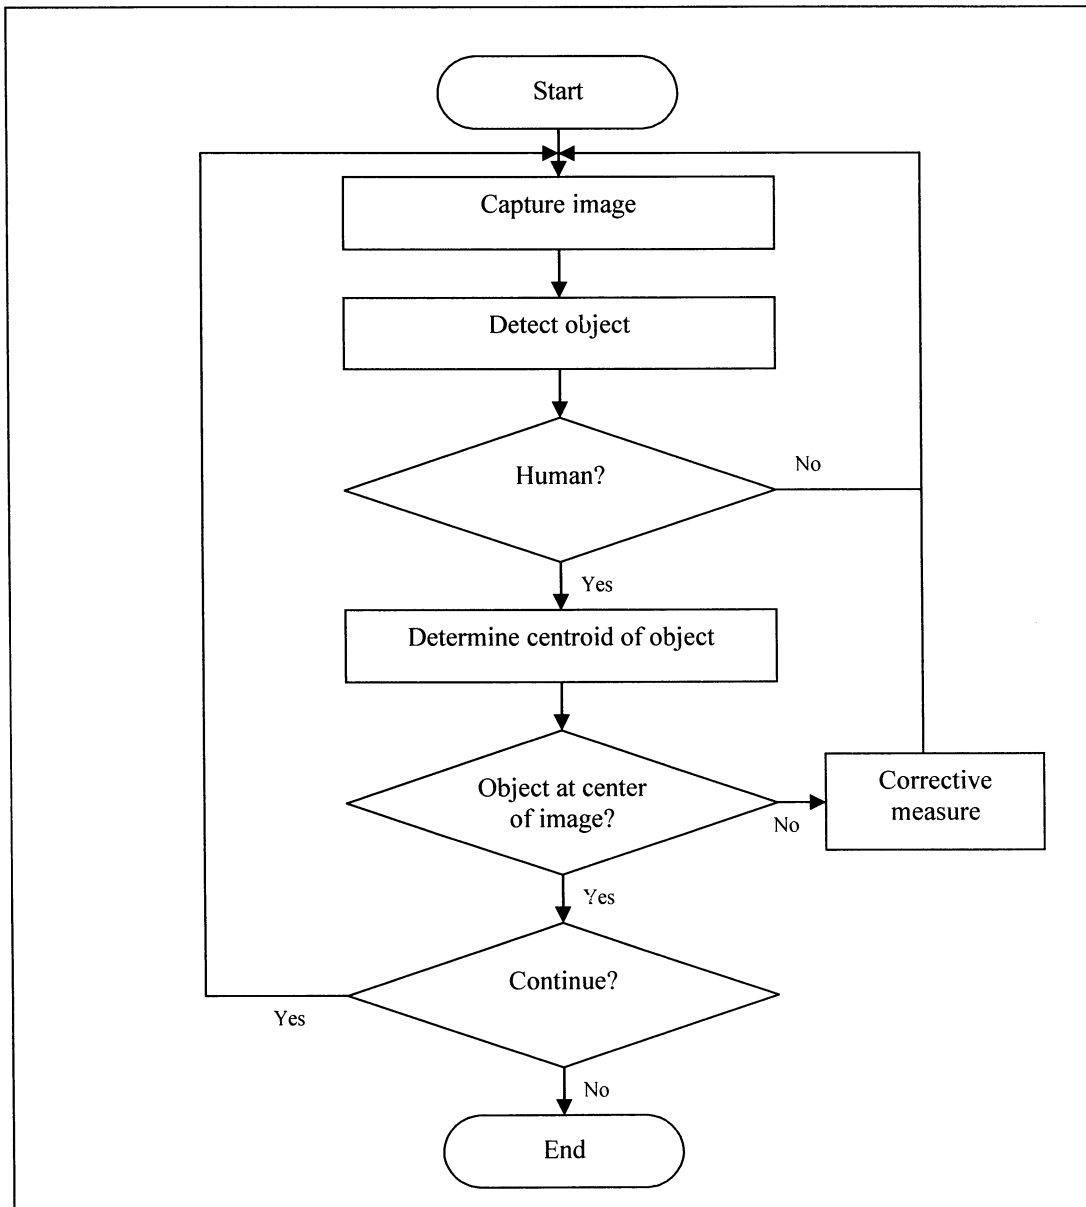 Start
Capture image
Detect object
Human?
No
Yes
Determine centroid of object
Object at center
of image?
No
Corrective
measure
Yes
Continue?
Yes
No
End